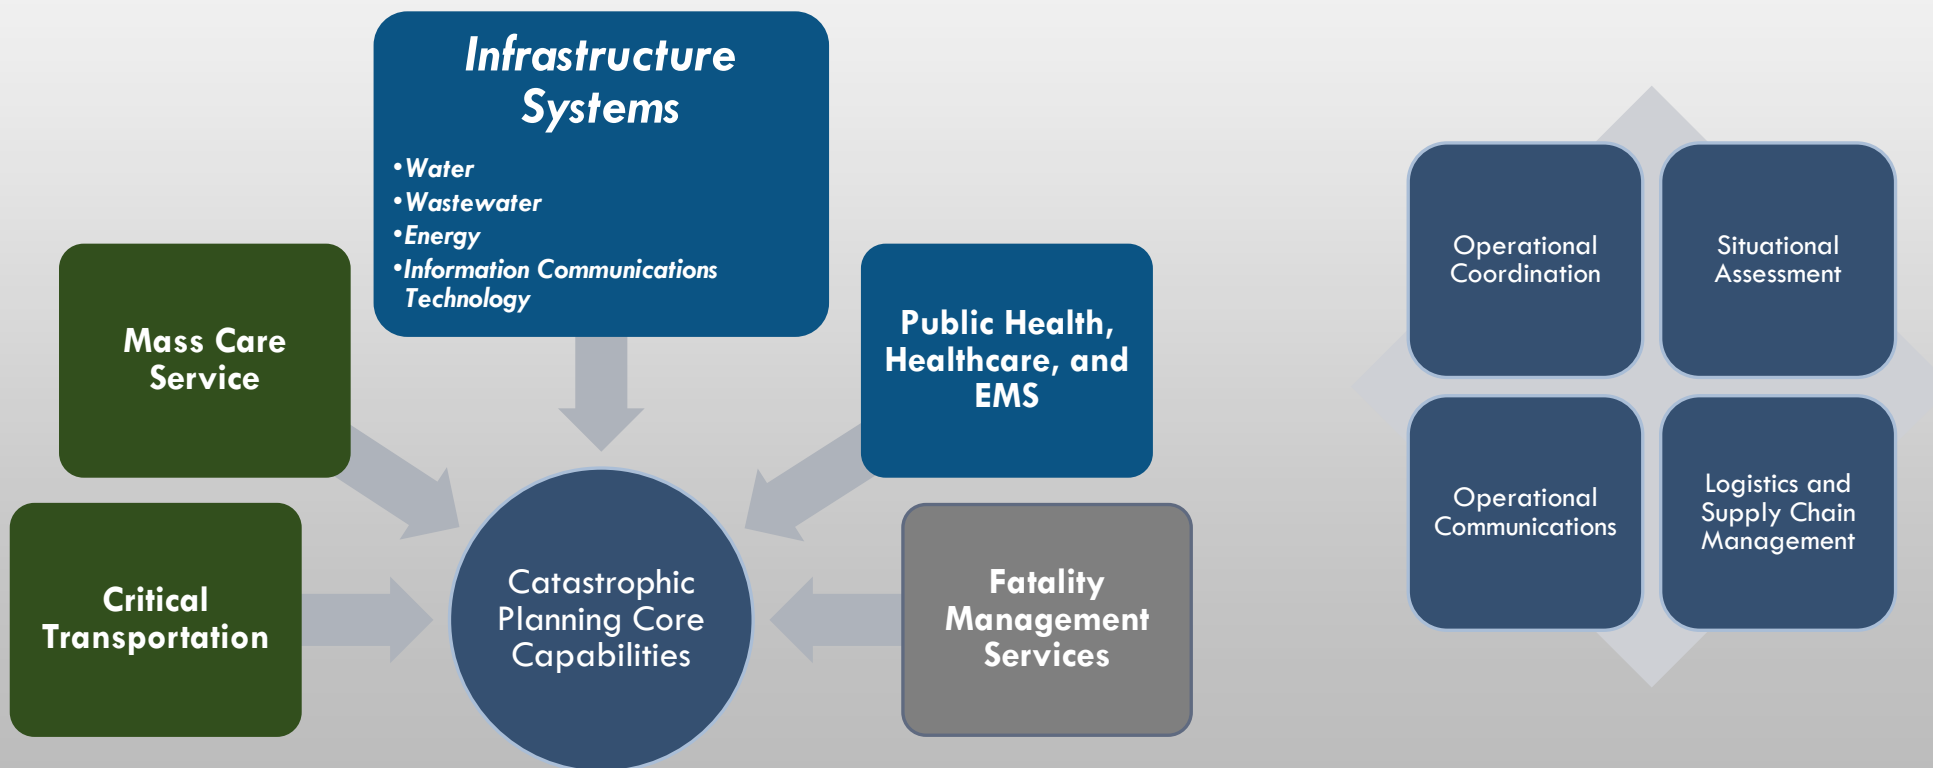 Infrastructure
Systems
•Water
•Wastewater
•Energy
•Information Communications
Technology
Mass Care
Service
Public Health,
Healthcare, and
EMS
Critical
Transportation
Catastrophic
Planning Core
Capabilities
Fatality
Management
Services
Operational
Coordination
Situational
Assessment
Operational
Communications
Logistics and
Supply Chain
Management